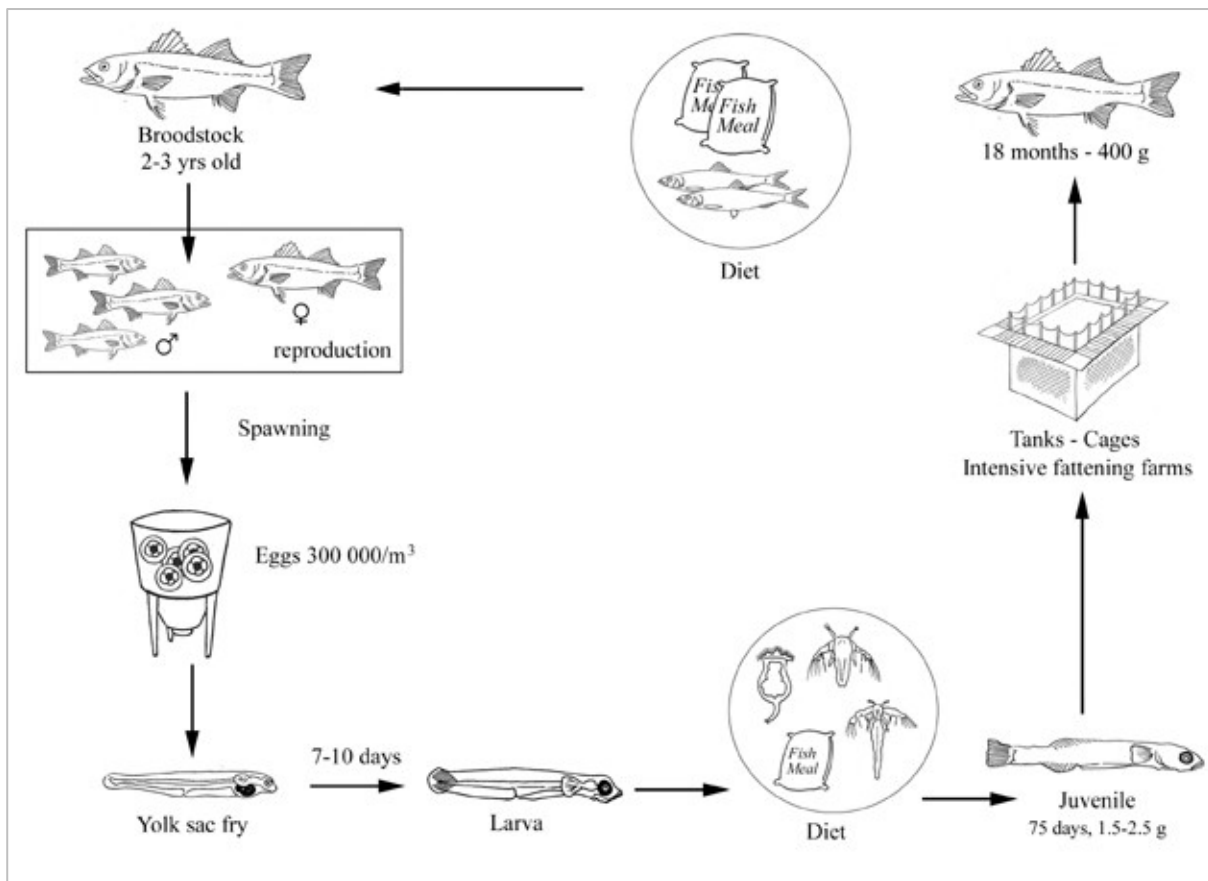 Broodstock
2-3 yrs old
Fish
Me
Fish
Meal
Diet
18 months - 400 g
♂
♀
reproduction
Tanks - Cages
Intensive fattening farms
Spawning
Eggs 300 000/m³
7-10 days
Yolk sac fry
Larva
Fish
Meal
Diet
Juvenile
75 days, 1.5-2.5 g